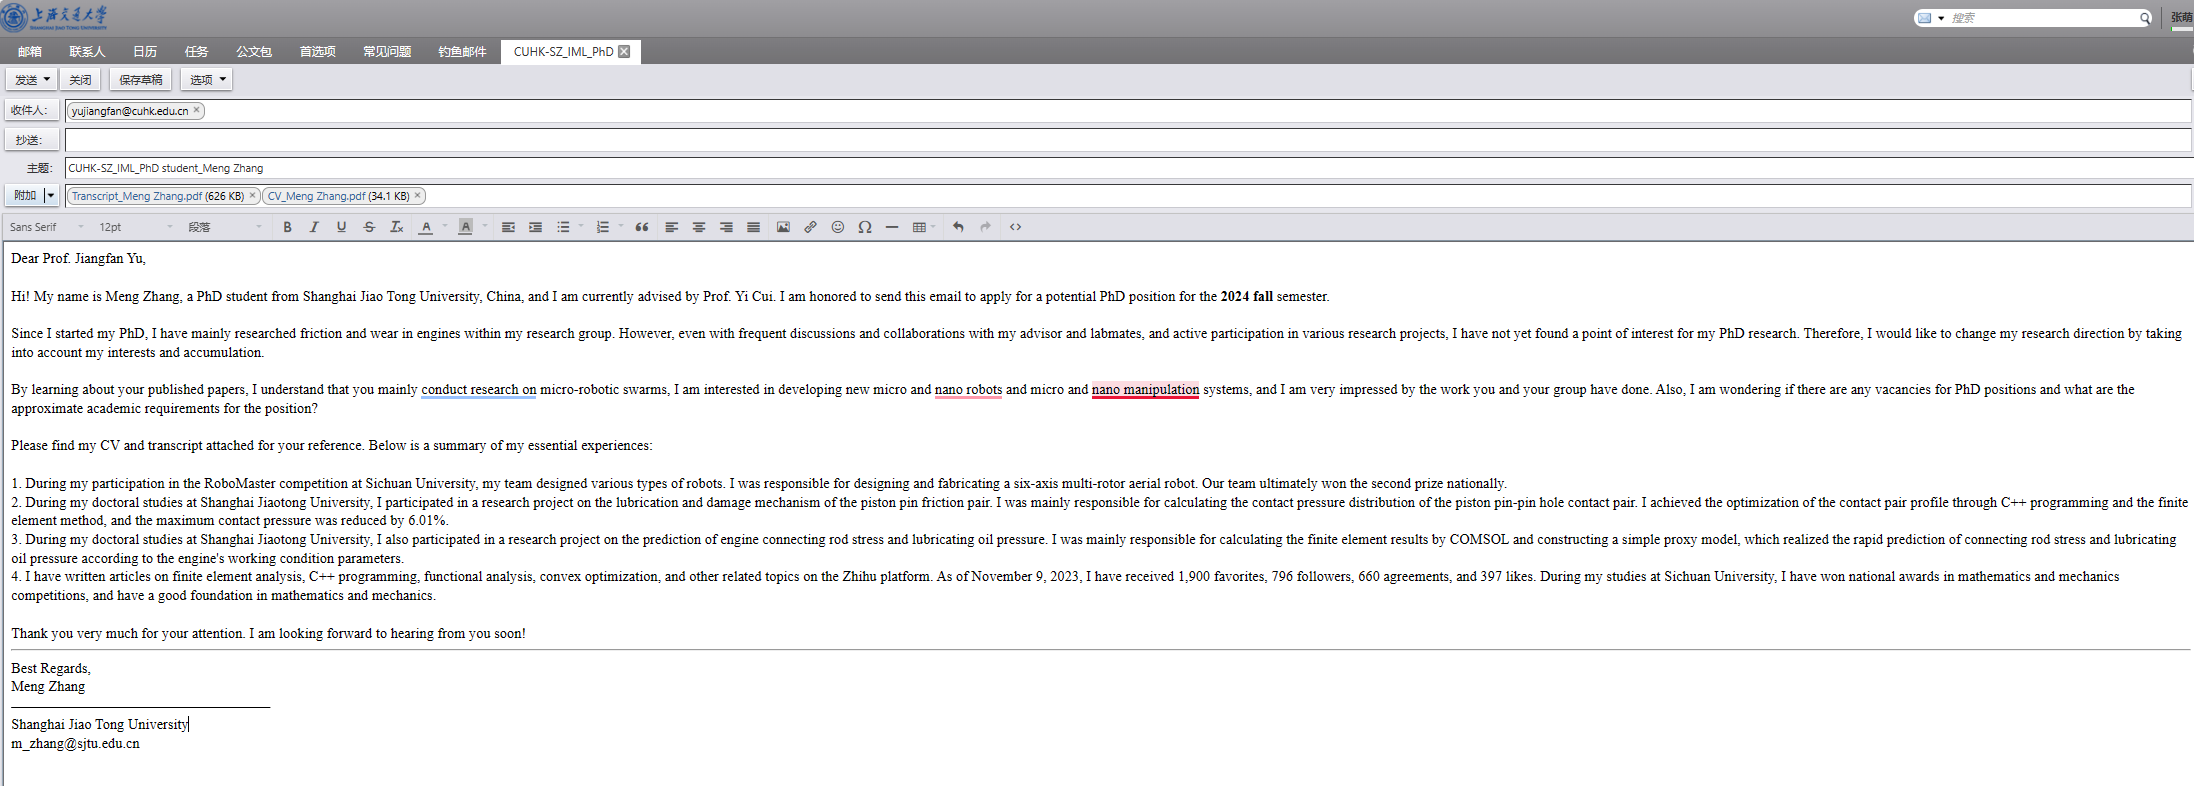 上海交通大学
SHANGHAI JIAO TONG UNIVERSITY
搜索
张萌
邮箱 联系人 日历 任务 公文包 首选项 常见问题 钓鱼邮件 CUHK-SZ_IML_PhD
发送 关闭 保存草稿 选项
收件人: yujiangfan@cuhk.edu.cn
抄送:
主题: CUHK-SZ_IML_PhD student_Meng Zhang
附加 Transcript_Meng Zhang.pdf (626 KB) CV_Meng Zhang.pdf (34.1 KB)
Sans Serif 12pt 段落
Dear Prof. Jiangfan Yu,
Hi! My name is Meng Zhang, a PhD student from Shanghai Jiao Tong University, China, and I am currently advised by Prof. Yi Cui. I am honored to send this email to apply for a potential PhD position for the 2024 fall semester.
Since I started my PhD, I have mainly researched friction and wear in engines within my research group. However, even with frequent discussions and collaborations with my advisor and labmates, and active participation in various research projects, I have not yet found a point of interest for my PhD research. Therefore, I would like to change my research direction by taking
into account my interests and accumulation.
By learning about your published papers, I understand that you mainly conduct research on micro-robotic swarms, I am interested in developing new micro and nano robots and micro and nano manipulation systems, and I am very impressed by the work you and your group have done. Also, I am wondering if there are any vacancies for PhD positions and what are the
approximate academic requirements for the position?
Please find my CV and transcript attached for your reference. Below is a summary of my essential experiences:
1. During my participation in the RoboMaster competition at Sichuan University, my team designed various types of robots. I was responsible for designing and fabricating a six-axis multi-rotor aerial robot. Our team ultimately won the second prize nationally.
2. During my doctoral studies at Shanghai Jiaotong University, I participated in a research project on the lubrication and damage mechanism of the piston pin friction pair. I was mainly responsible for calculating the contact pressure distribution of the piston pin-pin hole contact pair. I achieved the optimization of the contact pair profile through C++ programming and the finite
element method, and the maximum contact pressure was reduced by 6.01%.
3. During my doctoral studies at Shanghai Jiaotong University, I also participated in a research project on the prediction of engine connecting rod stress and lubricating oil pressure. I was mainly responsible for calculating the finite element results by COMSOL and constructing a simple proxy model, which realized the rapid prediction of connecting rod stress and lubricating
oil pressure according to the engine's working condition parameters.
4. I have written articles on finite element analysis, C++ programming, functional analysis, convex optimization, and other related topics on the Zhihu platform. As of November 9, 2023, I have received 1,900 favorites, 796 followers, 660 agreements, and 397 likes. During my studies at Sichuan University, I have won national awards in mathematics and mechanics
competitions, and have a good foundation in mathematics and mechanics.
Thank you very much for your attention. I am looking forward to hearing from you soon!
Best Regards,
Meng Zhang
Shanghai Jiao Tong University
m_zhang@sjtu.edu.cn